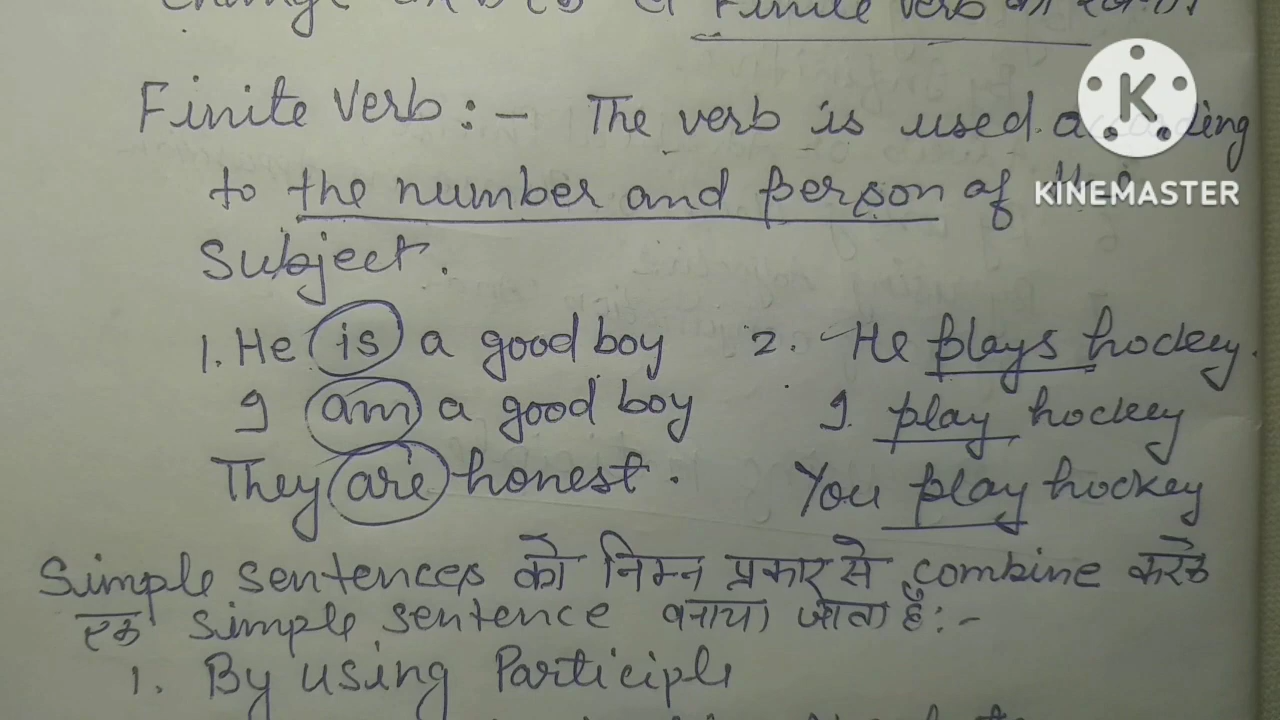 Finite verb
Finite Verb :- The verb is used
to the number and person of
Subject.
1. He is a good boy 2. He plays hockey.
I am a good boy I play hockey
They are honest. You play hockey
Simple sentences को निम्न प्रकार से combine करके
एक simple sentence बनाया जाता है :-
1. By using Participle
K
KINEMASTER